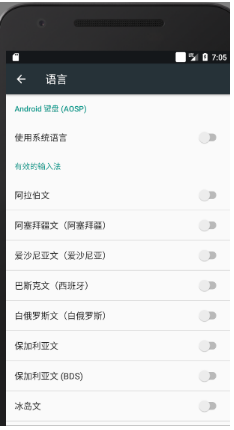 7:05
语言
Android 键盘 (AOSP)
使用系统语言
有效的输入法
阿拉伯文
阿塞拜疆文（阿塞拜疆）
爱沙尼亚文（爱沙尼亚）
巴斯克文（西班牙）
白俄罗斯文（白俄罗斯）
保加利亚文
保加利亚文 (BDS)
冰岛文